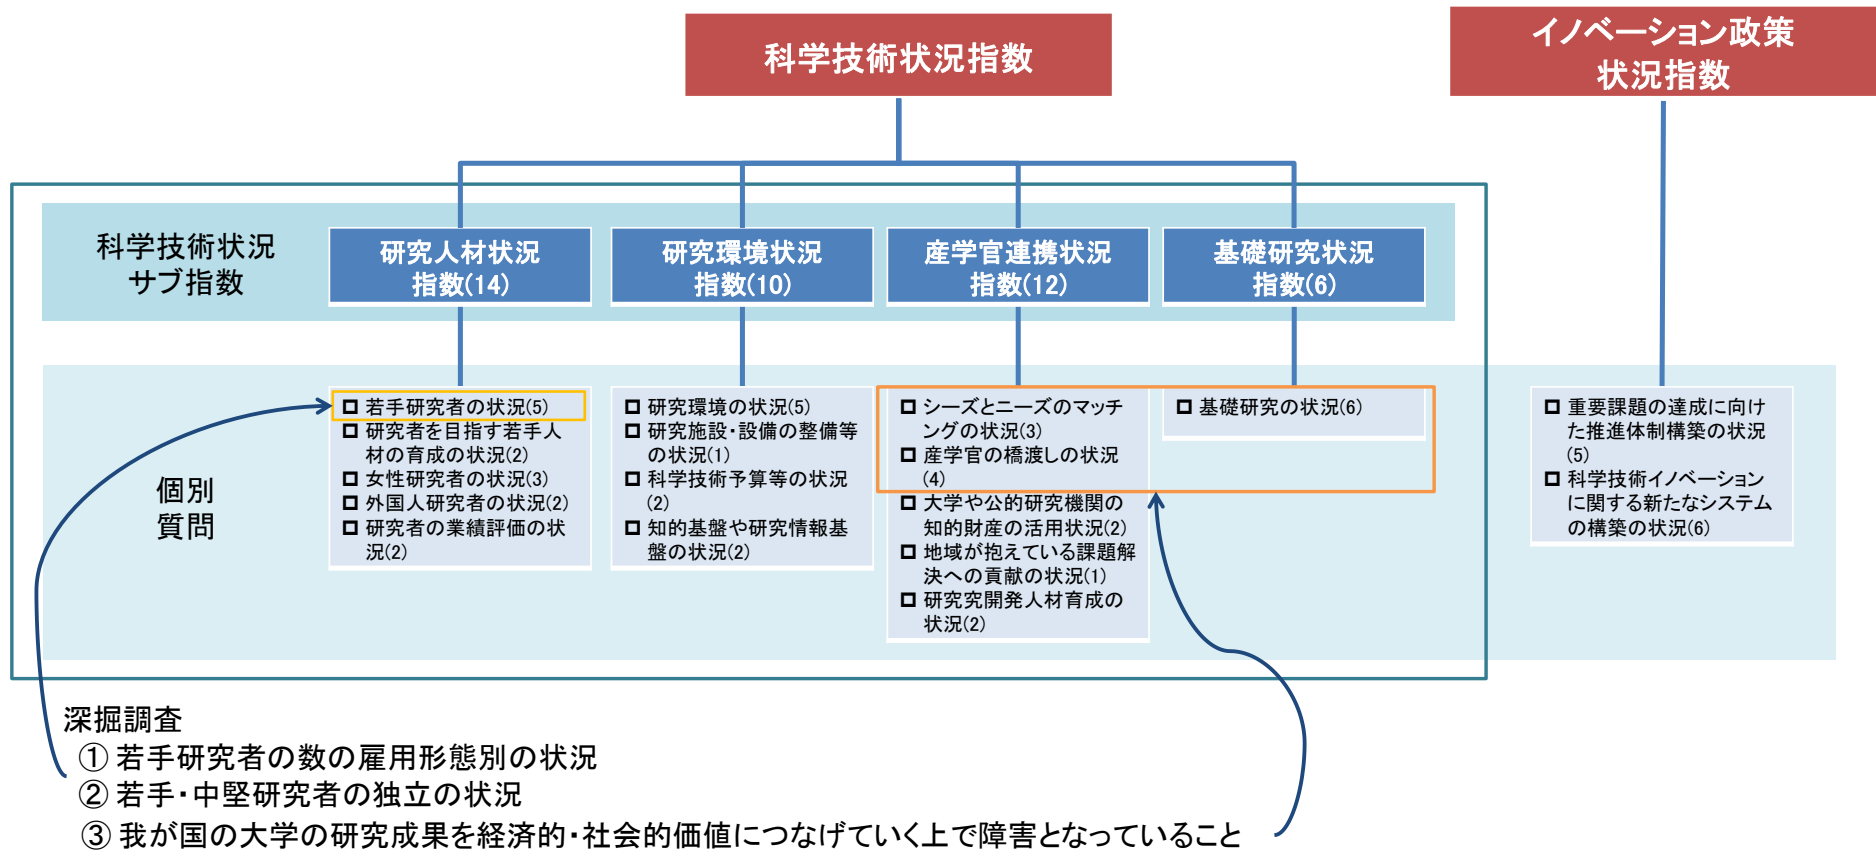 科学技術状況指数
イノベーション政策
状況指数
科学技術状況
サブ指数
研究人材状況
指数(14)
研究環境状況
指数(10)
産学官連携状況
指数(12)
基礎研究状況
指数(6)
個別
質問
若手研究者の状況(5)
研究者を目指す若手人
材の育成の状況(2)
女性研究者の状況(3)
外国人研究者の状況(2)
研究者の業績評価の状
況(2)
研究環境の状況(5)
研究施設・設備の整備等
の状況(1)
科学技術予算等の状況
(2)
知的基盤や研究情報基
盤の状況(2)
シーズとニーズのマッチ
ングの状況(3)
産学官の橋渡しの状況
(4)
大学や公的研究機関の
知的財産の活用状況(2)
地域が抱えている課題解
決への貢献の状況(1)
研究究開発人材育成の
状況(2)
基礎研究の状況(6)
重要課題の達成に向け
た推進体制構築の状況
(5)
科学技術イノベーション
に関する新たなシステム
の構築の状況(6)
深掘調査
① 若手研究者の数の雇用形態別の状況
② 若手・中堅研究者の独立の状況
③ 我が国の大学の研究成果を経済的・社会的価値につなげていく上で障害となっていること